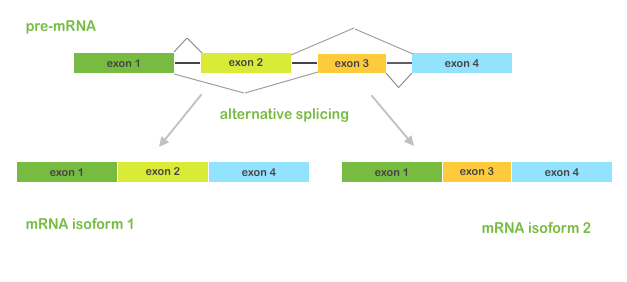 pre-mRNA
exon 1 exon 2 exon 3 exon 4
alternative splicing
exon 1 exon 2 exon 4
exon 1 exon 3 exon 4
mRNA isoform 1
mRNA isoform 2